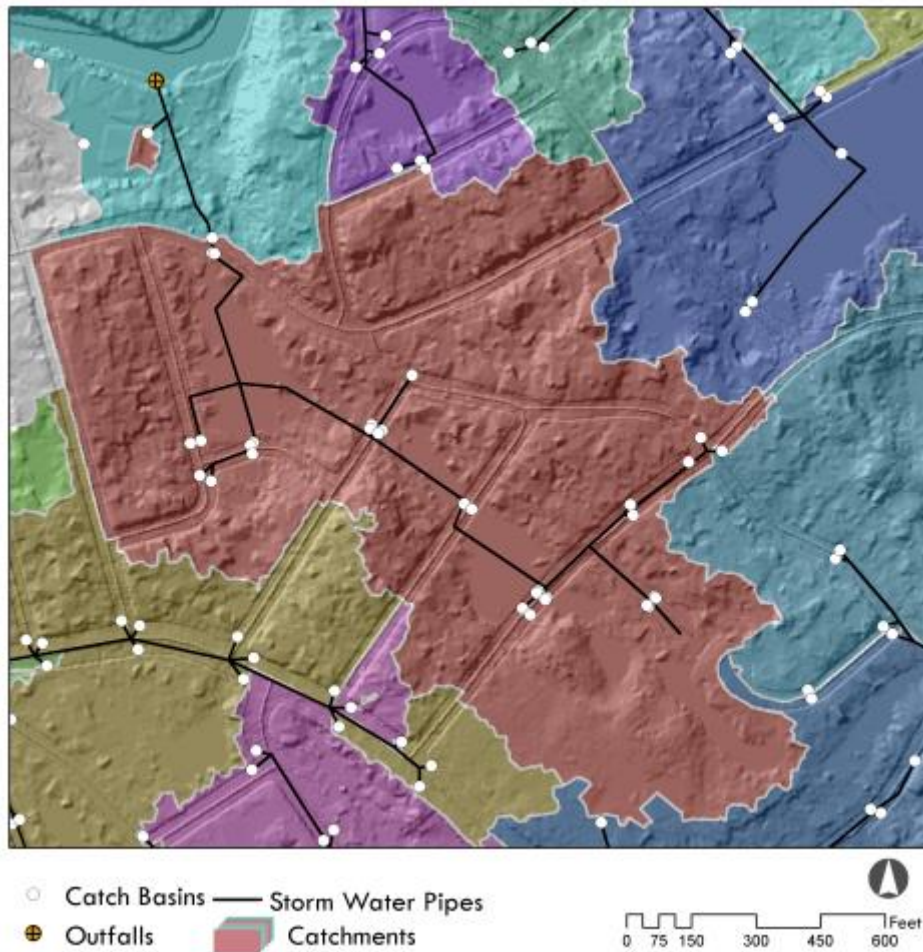 Catch Basins
Storm Water Pipes
Outfalls
Catchments
Feet
0 75 150 300 450 600